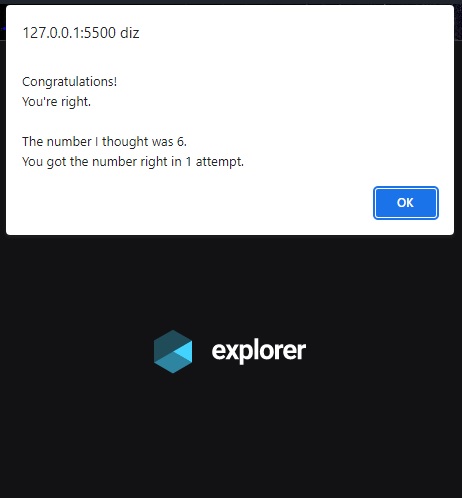 127.0.0.1:5500 diz
Congratulations!
You're right.
The number I thought was 6.
You got the number right in 1 attempt.
OK
explorer